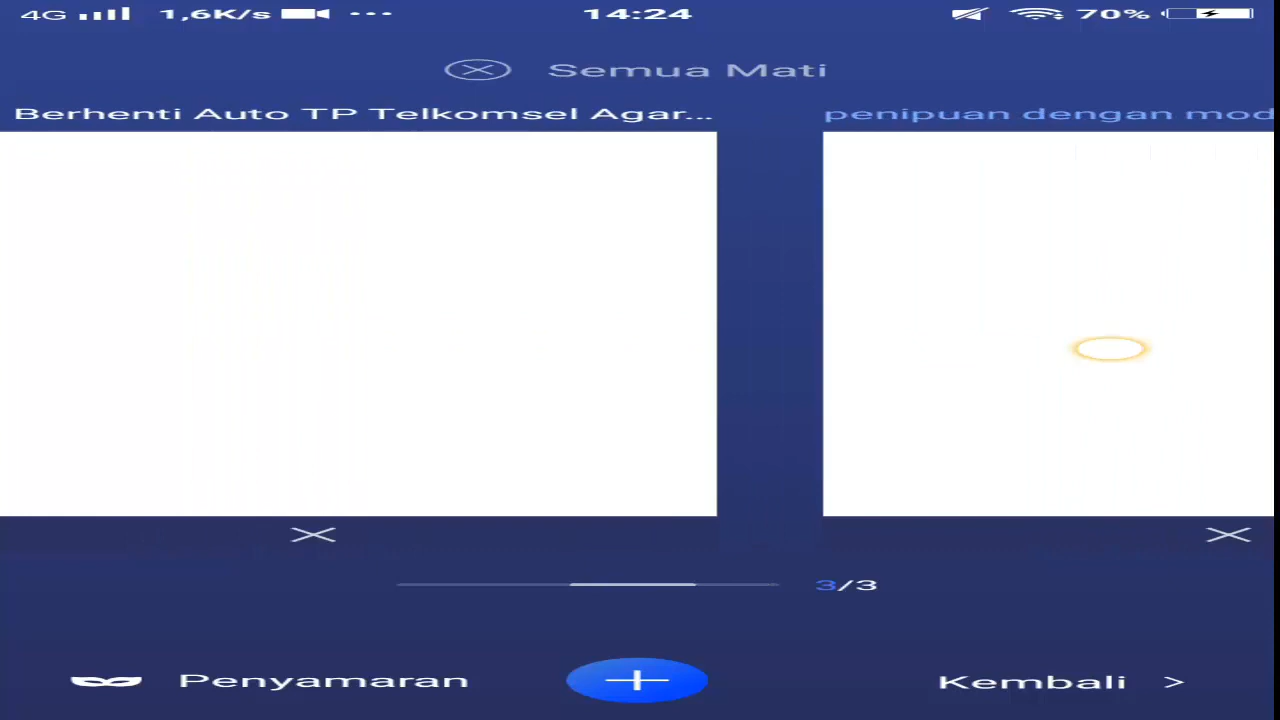 4G 1,6K/s ... 14:24 70%
Semua Mati
Berhenti Auto TP Telkomsel Agar... penipuan dengan mod
3/3
Penyamaran Kembali >